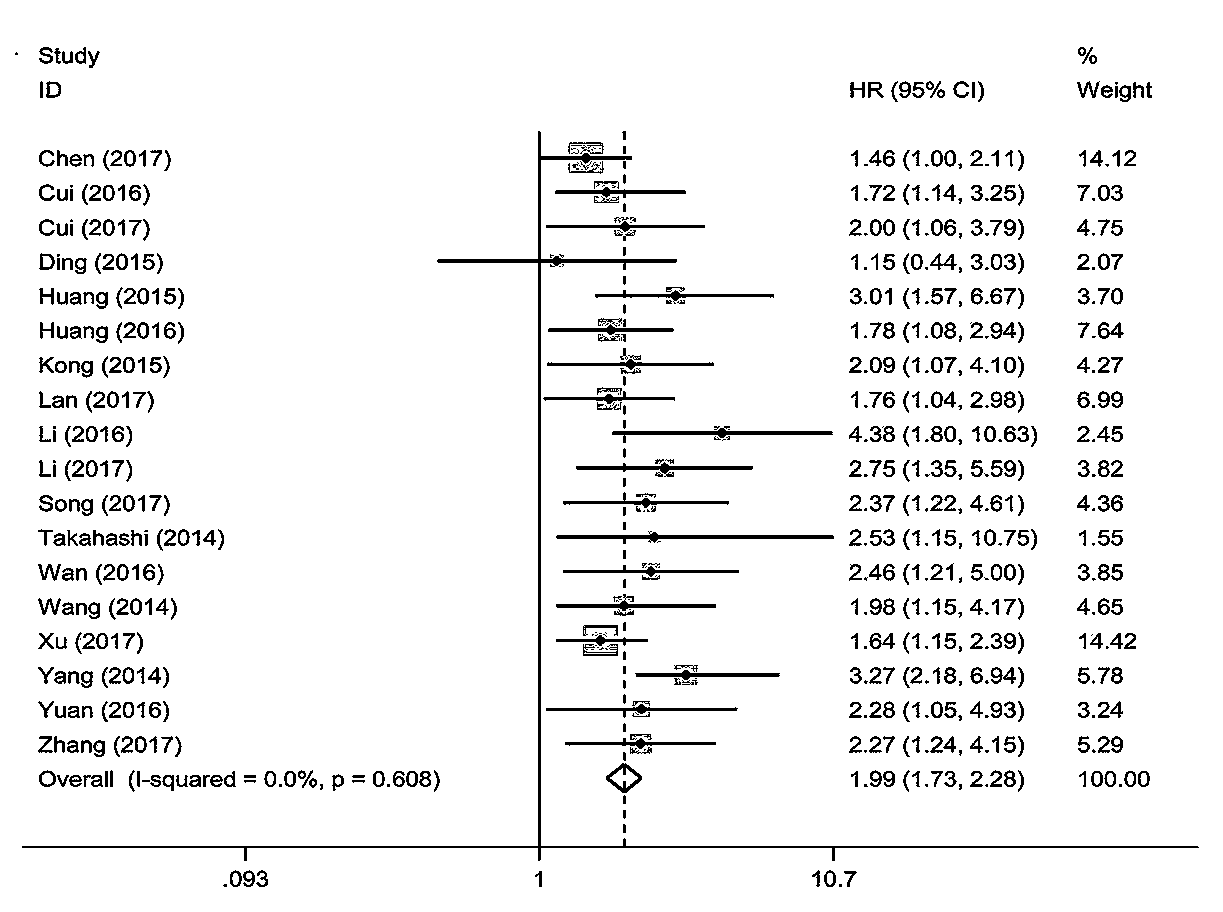 Study %
ID HR (95% CI) Weight
Chen (2017) 1.46 (1.00, 2.11) 14.12
Cui (2016) 1.72 (1.14, 3.25) 7.03
Cui (2017) 2.00 (1.06, 3.79) 4.75
Ding (2015) 1.15 (0.44, 3.03) 2.07
Huang (2015) 3.01 (1.57, 6.67) 3.70
Huang (2016) 1.78 (1.08, 2.94) 7.64
Kong (2015) 2.09 (1.07, 4.10) 4.27
Lan (2017) 1.76 (1.04, 2.98) 6.99
Li (2016) 4.38 (1.80, 10.63) 2.45
Li (2017) 2.75 (1.35, 5.59) 3.82
Song (2017) 2.37 (1.22, 4.61) 4.36
Takahashi (2014) 2.53 (1.15, 10.75) 1.55
Wan (2016) 2.46 (1.21, 5.00) 3.85
Wang (2014) 1.98 (1.15, 4.17) 4.65
Xu (2017) 1.64 (1.15, 2.39) 14.42
Yang (2014) 3.27 (2.18, 6.94) 5.78
Yuan (2016) 2.28 (1.05, 4.93) 3.24
Zhang (2017) 2.27 (1.24, 4.15) 5.29
Overall (I-squared = 0.0%, p = 0.608) 1.99 (1.73, 2.28) 100.00
.093 1 10.7